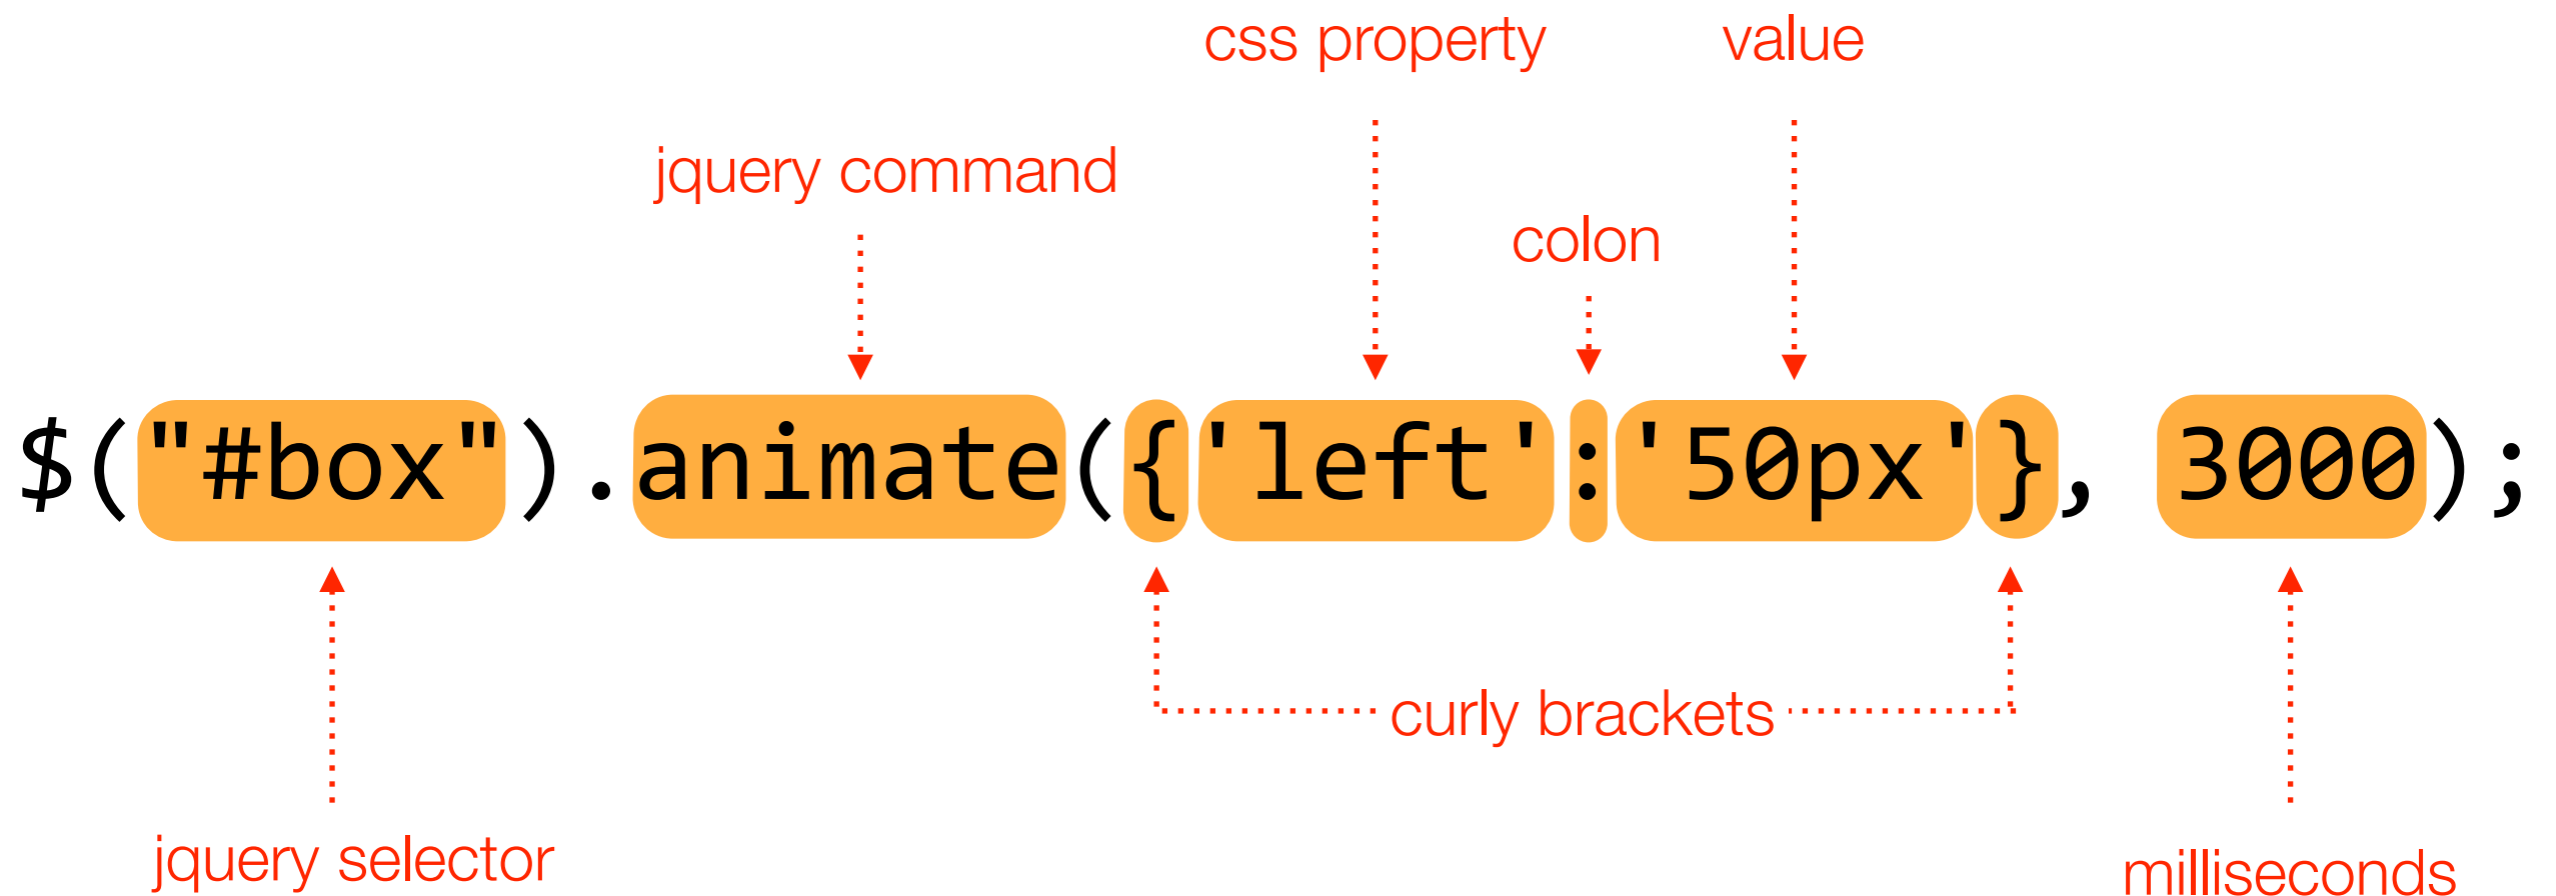 css property value
jquery command
colon
$("#box").animate({'left':'50px'}, 3000);
curly brackets
jquery selector
milliseconds